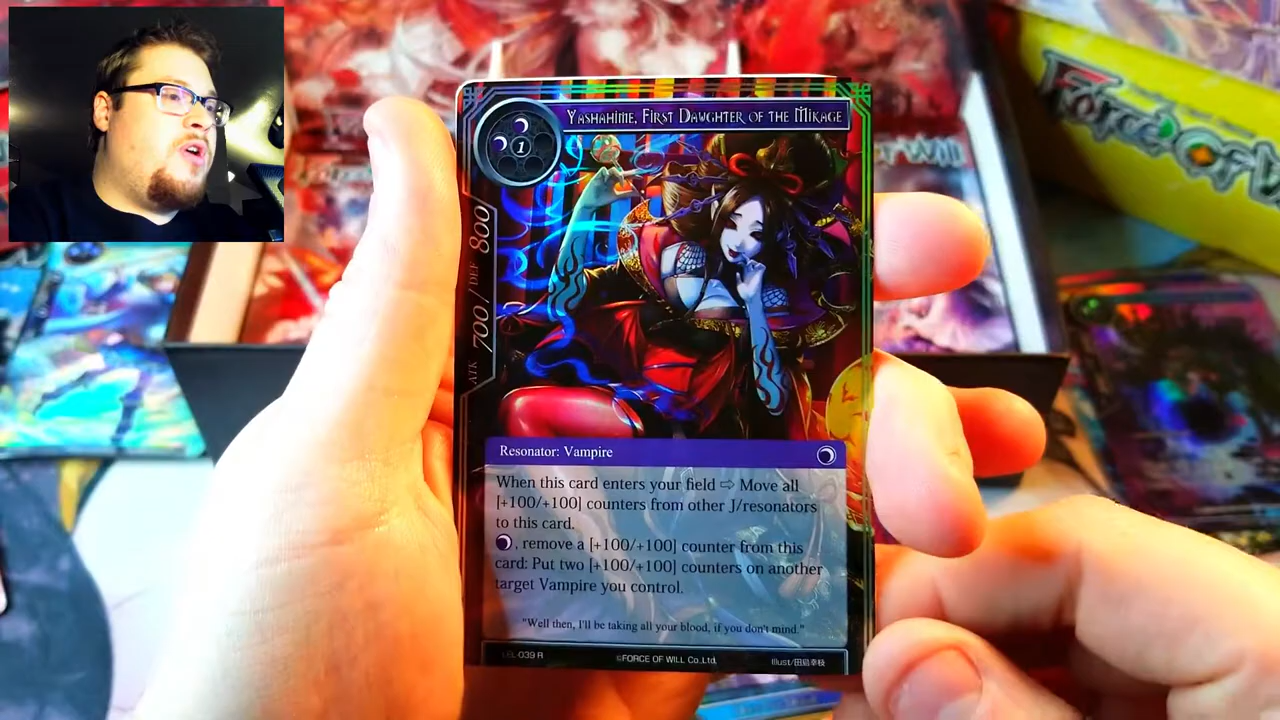 YASHAHIME, FIRST DAUGHTER OF THE MIKAGE
1
ATK 700 / DEF 800
Resonator: Vampire
When this card enters your field ⇨ Move all
[+100/+100] counters from other J/resonators
to this card.
, remove a [+100/+100] counter from this
card: Put two [+100/+100] counters on another
target Vampire you control.
"Well then, I'll be taking all your blood, if you don't mind."
LEL-039 R
©FORCE OF WILL Co.,Ltd.
Illust/田島幸枝
FORCE OF